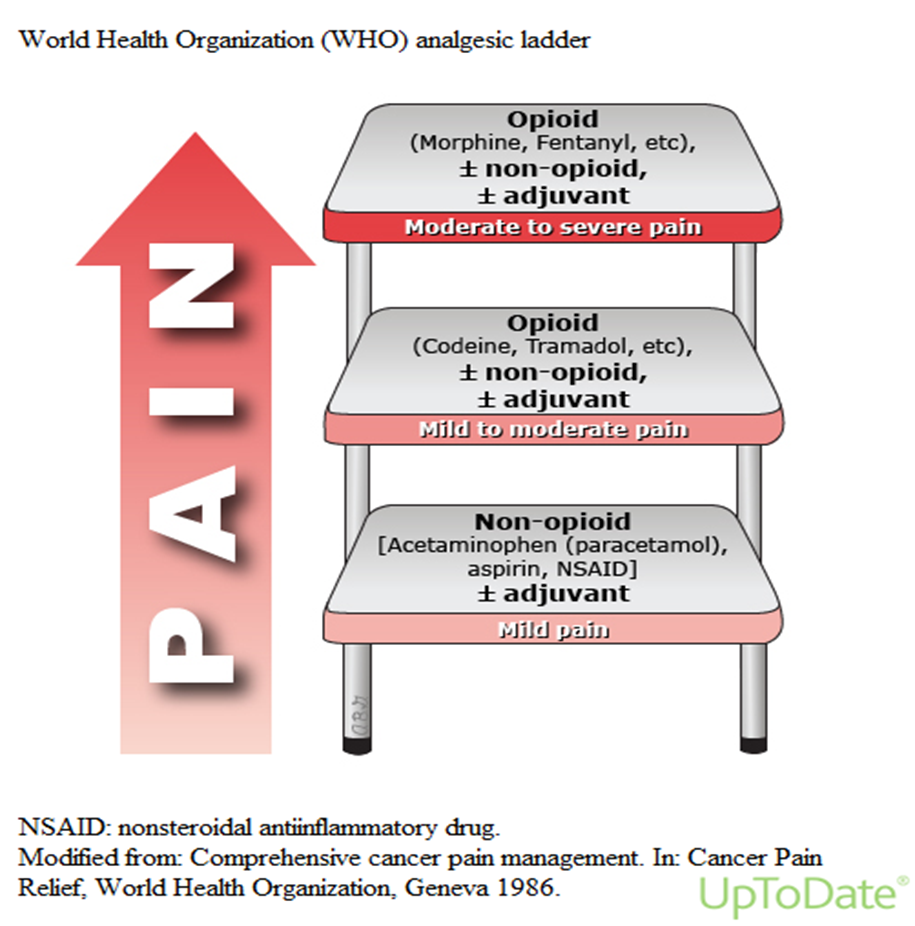 World Health Organization (WHO) analgesic ladder
PAIN
Opioid
(Morphine, Fentanyl, etc),
± non-opioid,
± adjuvant
Moderate to severe pain
Opioid
(Codeine, Tramadol, etc),
± non-opioid,
± adjuvant
Mild to moderate pain
Non-opioid
[Acetaminophen (paracetamol),
aspirin, NSAID]
± adjuvant
Mild pain
NSAID: nonsteroidal antiinflammatory drug.
Modified from: Comprehensive cancer pain management. In: Cancer Pain
Relief, World Health Organization, Geneva 1986.
UpToDate®